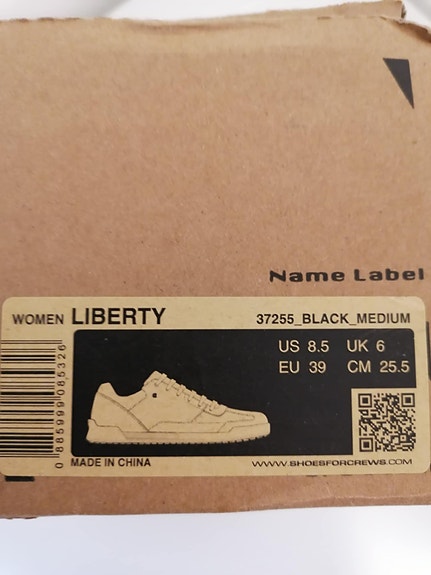 Name Label
WOMEN LIBERTY
37255_BLACK_MEDIUM
US 8.5 UK 6
EU 39 CM 25.5
0 885999 085326
MADE IN CHINA
WWW.SHOESFORCREWS.COM